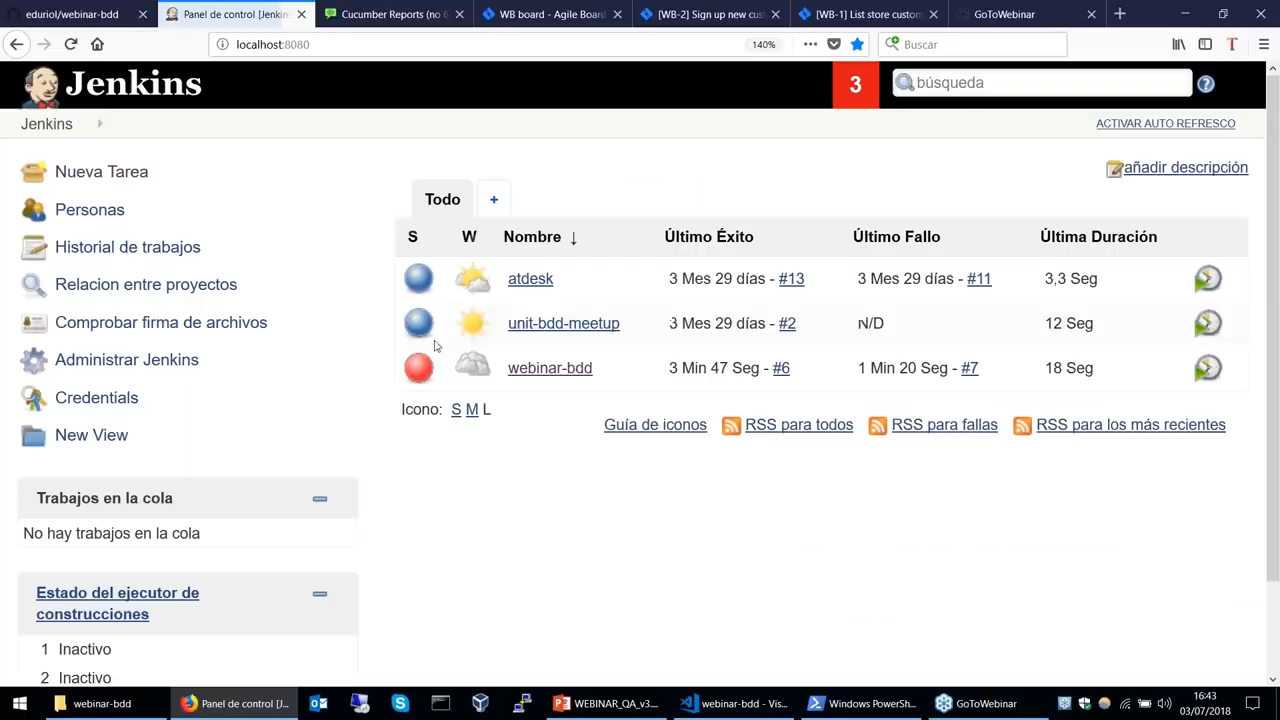 eduriol/webinar-bdd
Panel de control [Jenkins
Cucumber Reports (no
WB board - Agile Board
[WB-2] Sign up new cus
[WB-1] List store custom
GoToWebinar
localhost:8080
140%
Buscar
Jenkins
3
búsqueda
Jenkins
ACTIVAR AUTO REFRESCO
Nueva Tarea
Personas
Historial de trabajos
Relacion entre proyectos
Comprobar firma de archivos
Administrar Jenkins
Credentials
New View
añadir descripción
Todo +
S W Nombre ↓ Último Éxito Último Fallo Última Duración
atdesk 3 Mes 29 días - #13 3 Mes 29 días - #11 3,3 Seg
unit-bdd-meetup 3 Mes 29 días - #2 N/D 12 Seg
webinar-bdd 3 Min 47 Seg - #6 1 Min 20 Seg - #7 18 Seg
Icono: S M L
Guía de iconos RSS para todos RSS para fallas RSS para los más recientes
Trabajos en la cola
No hay trabajos en la cola
Estado del ejecutor de
construcciones
1 Inactivo
2 Inactivo
webinar-bdd
Panel de control [J...
WEBINAR_QA_v3....
webinar-bdd - Vis...
Windows PowerSh...
GoToWebinar
16:43
03/07/2018